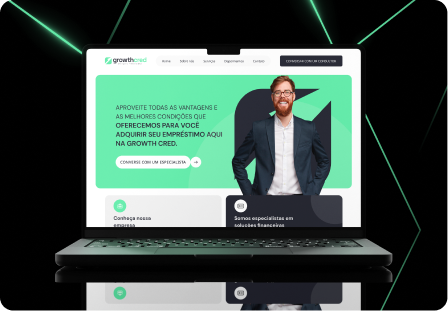 growthcred
Home Sobre nós Serviços Depoimentos Contato
CONVERSE COM UM CONSULTOR
APROVEITE TODAS AS VANTAGENS E
AS MELHORES CONDIÇÕES QUE
OFERECEMOS PARA VOCÊ
ADQUIRIR SEU EMPRÉSTIMO AQUI
NA GROWTH CRED.
CONVERSE COM UM ESPECIALISTA
Conheça nossa
empresa
Somos especialistas em
soluções financeiras